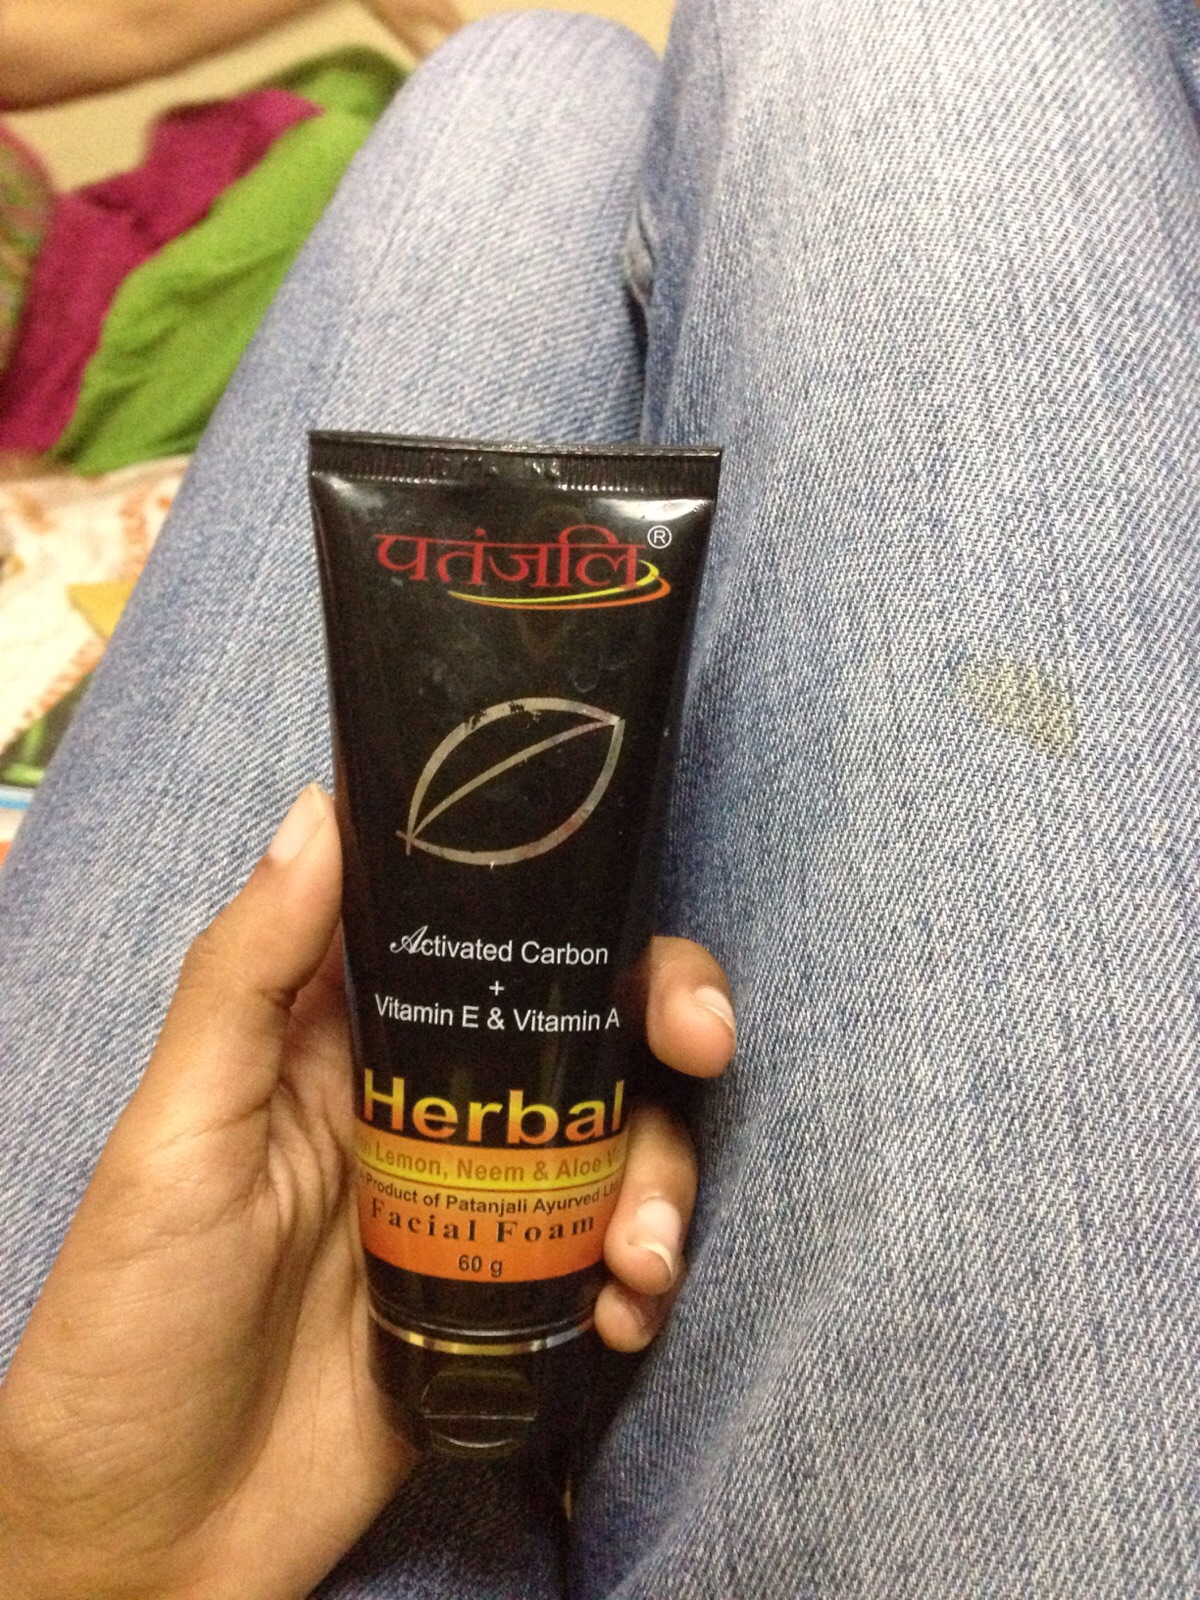 पतंजलि ®
Activated Carbon
+
Vitamin E & Vitamin A
Herbal
Lemon, Neem & Aloe
Product of Patanjali Ayurved
Facial Foam
60 g